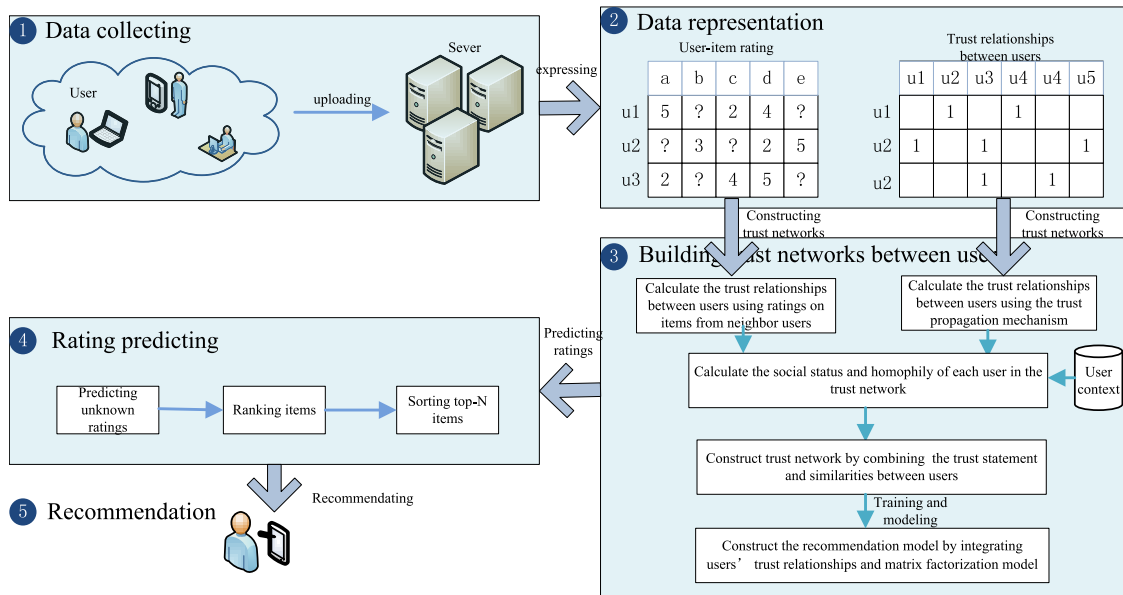 1 Data collecting
User
uploading
Sever
expressing
2 Data representation
User-item rating
a b c d e
u1 5 ? 2 4 ?
u2 ? 3 ? 2 5
u3 2 ? 4 5 ?
Trust relationships
between users
u1 u2 u3 u4 u4 u5
u1 1 1
u2 1 1 1
u2 1 1
Constructing
trust networks
Constructing
trust networks
3 Building trust networks between users
Calculate the trust relationships
between users using ratings on
items from neighbor users
Calculate the trust relationships
between users using the trust
propagation mechanism
Calculate the social status and homophily of each user in the
trust network
User
context
Construct trust network by combining the trust statement
and similarities between users
Training and
modeling
Construct the recommendation model by integrating
users’ trust relationships and matrix factorization model
Predicting
ratings
4 Rating predicting
Predicting
unknown
ratings
Ranking items
Sorting top-N
items
Recommendating
5 Recommendation